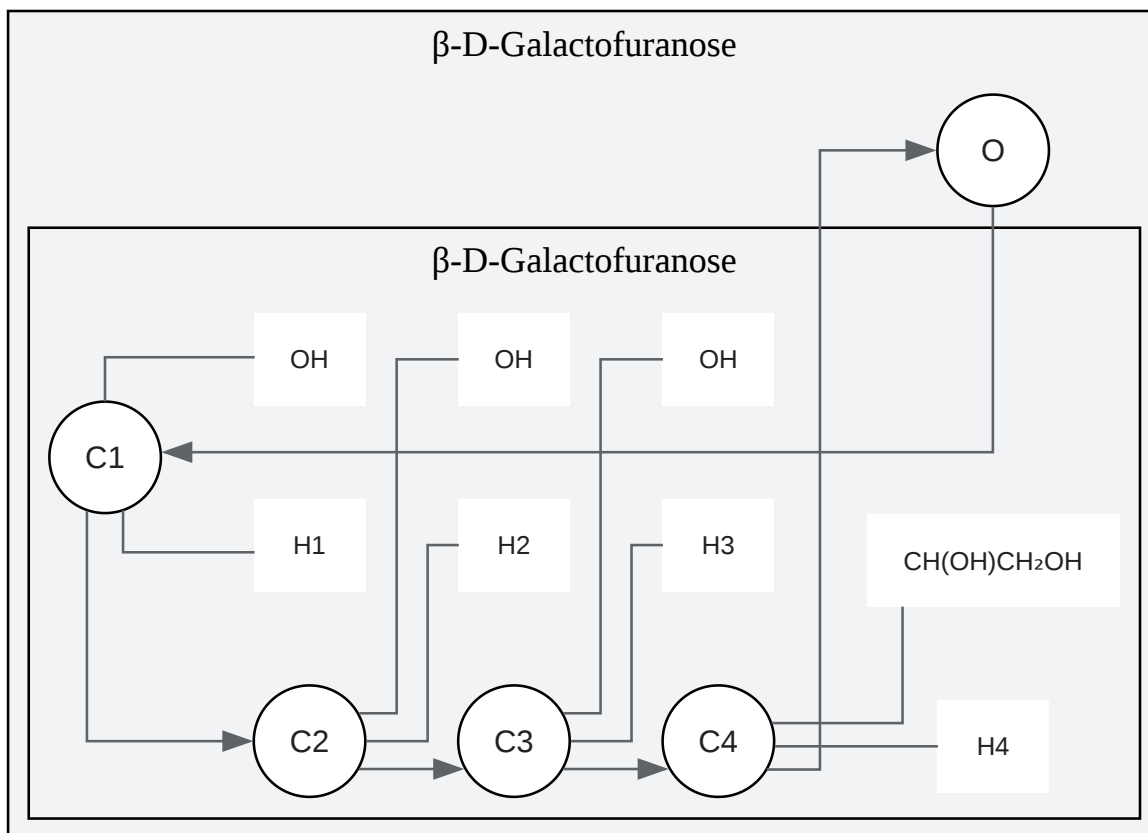 β-D-Galactofuranose
O
β-D-Galactofuranose
OH
OH
OH
C1
H1
H2
H3
CH(OH)CH₂OH
C2
C3
C4
H4